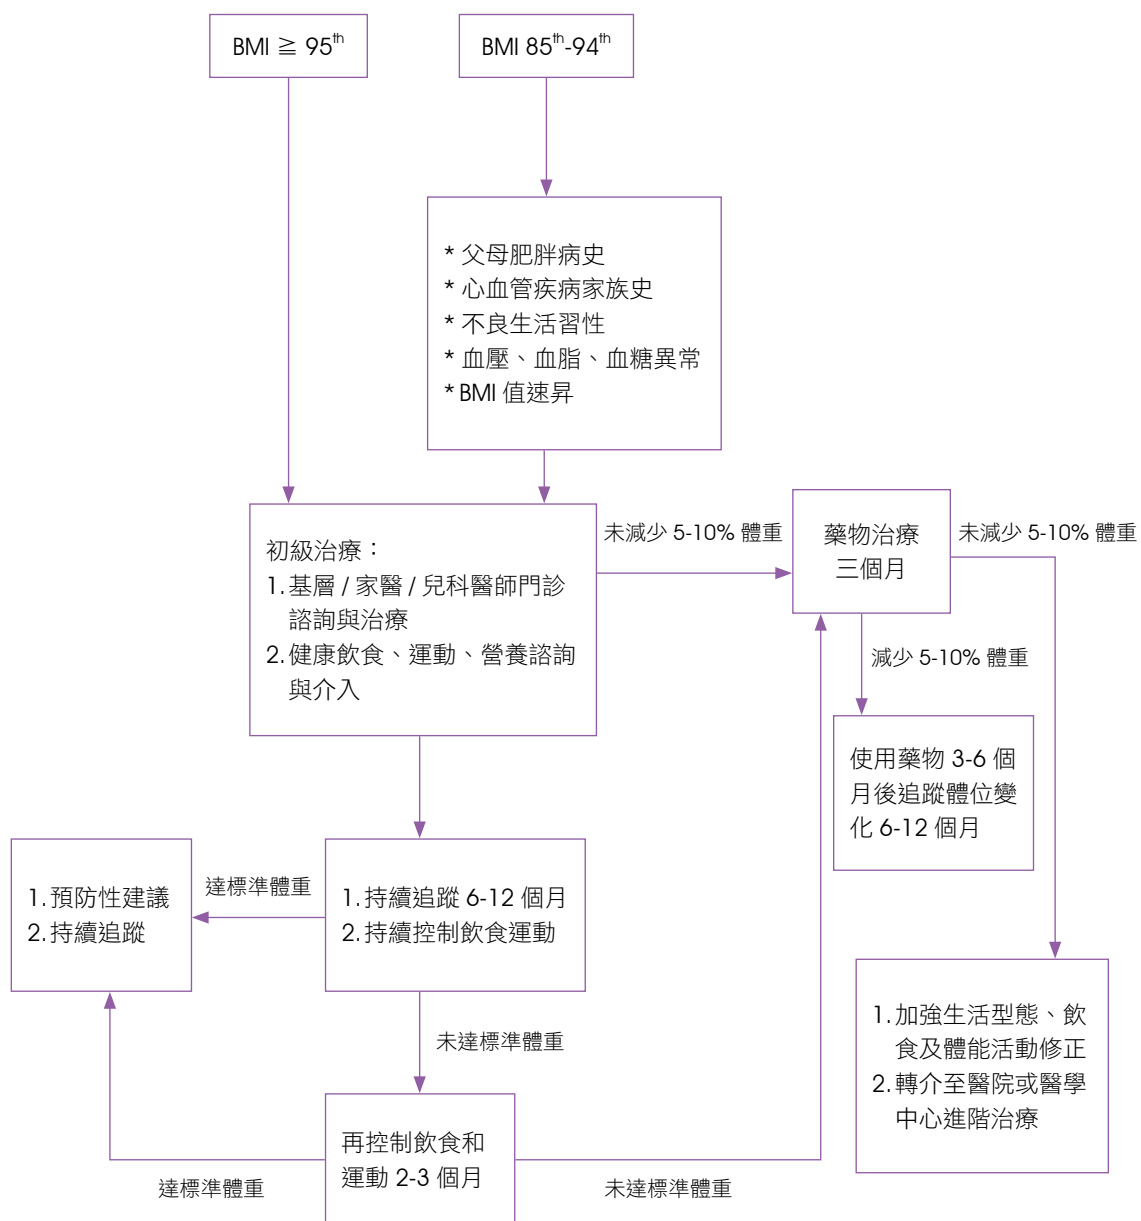 BMI ≧ 95th
BMI 85th-94th
* 父母肥胖病史
* 心血管疾病家族史
* 不良生活習性
* 血壓、血脂、血糖異常
* BMI 值速昇
初級治療：
1. 基層 / 家醫 / 兒科醫師門診
諮詢與治療
2. 健康飲食、運動、營養諮詢
與介入
未減少 5-10% 體重
藥物治療
三個月
未減少 5-10% 體重
減少 5-10% 體重
使用藥物 3-6 個
月後追蹤體位變
化 6-12 個月
1. 預防性建議
2. 持續追蹤
達標準體重
1. 持續追蹤 6-12 個月
2. 持續控制飲食運動
未達標準體重
1. 加強生活型態、飲
食及體能活動修正
2. 轉介至醫院或醫學
中心進階治療
再控制飲食和
運動 2-3 個月
達標準體重
未達標準體重